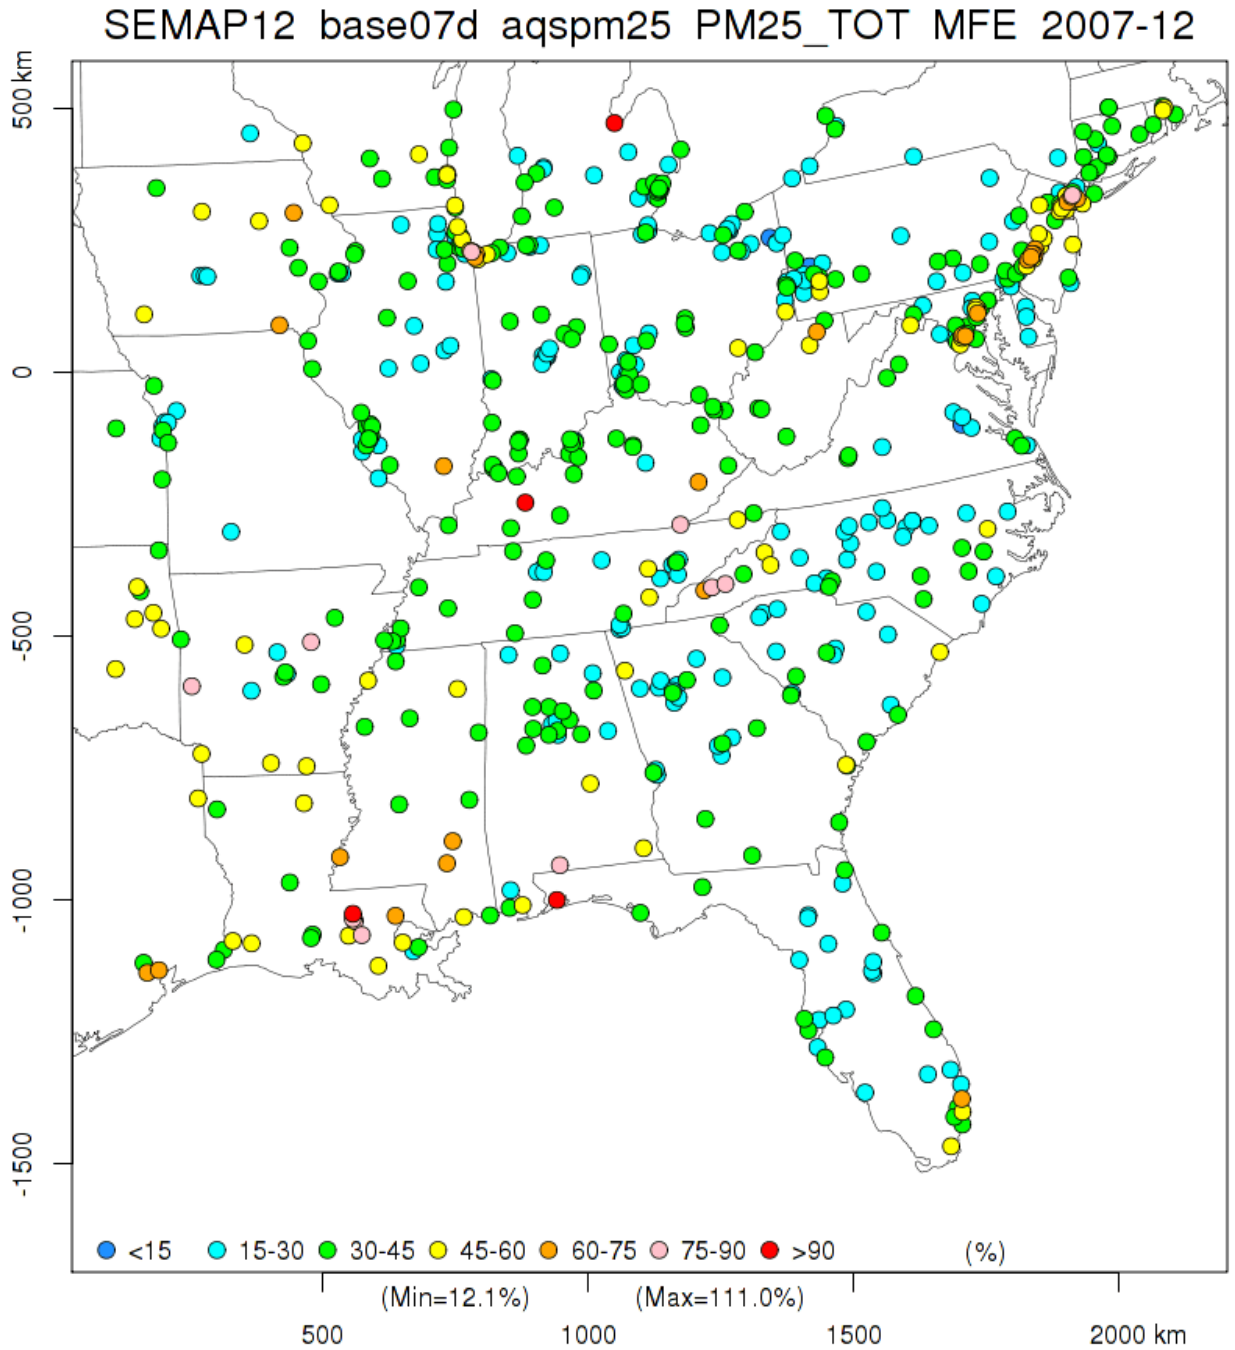 SEMAP12 base07d aqspm25 PM25_TOT MFE 2007-12
500 km
0
-500
-1000
-1500
<15 15-30 30-45 45-60 60-75 75-90 >90 (%)
(Min=12.1%) (Max=111.0%)
500 1000 1500 2000 km